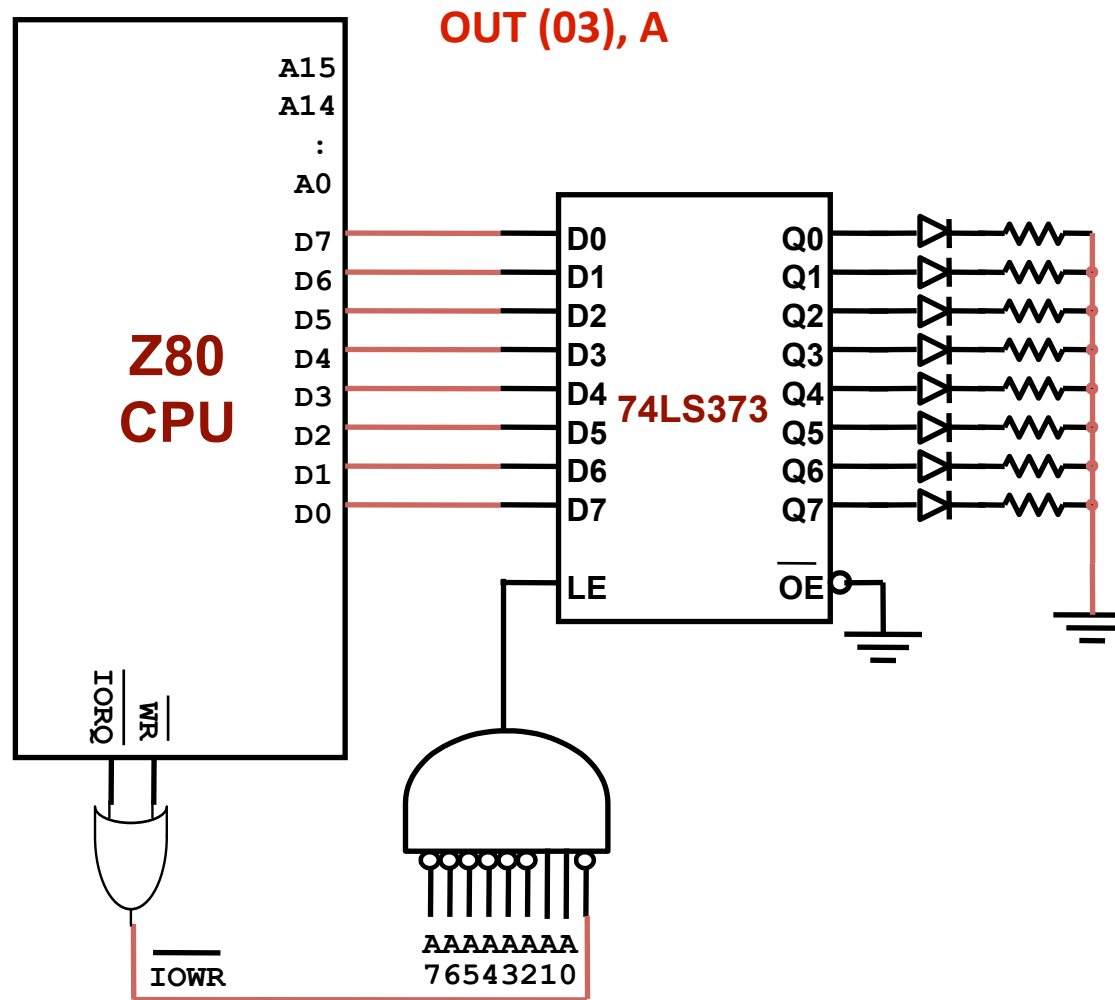 OUT (03), A
A15
A14
:
A0
D7
D6
D5
D4
D3
D2
D1
D0
Z80
CPU
IORQ
WR
IOWR
D0
D1
D2
D3
D4
D5
D6
D7
LE
74LS373
Q0
Q1
Q2
Q3
Q4
Q5
Q6
Q7
OE
AAAAAAAA
76543210